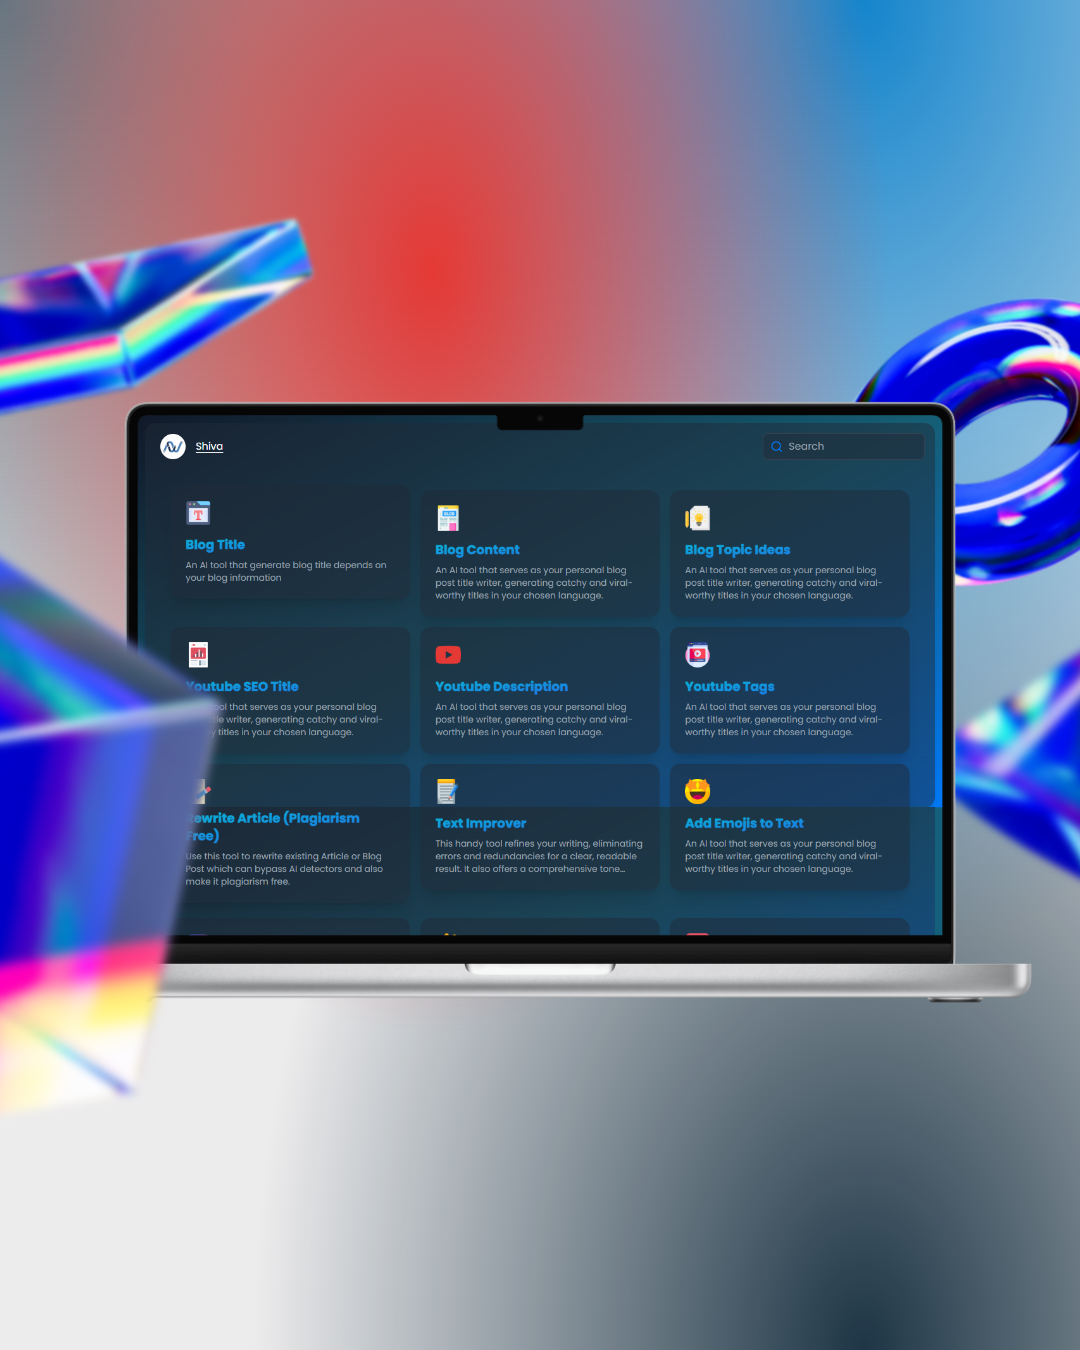 Shiva
Search
Blog Title
An AI tool that generate blog title depends on
your blog information
Blog Content
An AI tool that serves as your personal blog
post title writer, generating catchy and viral-
worthy titles in your chosen language.
Blog Topic Ideas
An AI tool that serves as your personal blog
post title writer, generating catchy and viral-
worthy titles in your chosen language.
Youtube SEO Title
tool that serves as your personal blog
writer, generating catchy and viral-
titles in your chosen language.
Youtube Description
An AI tool that serves as your personal blog
post title writer, generating catchy and viral-
worthy titles in your chosen language.
Youtube Tags
An AI tool that serves as your personal blog
post title writer, generating catchy and viral-
worthy titles in your chosen language.
Rewrite Article (Plagiarism
Free)
Use this tool to rewrite existing Article or Blog
Post which can bypass AI detectors and also
make it plagiarism free.
Text Improver
This handy tool refines your writing, eliminating
errors and redundancies for a clear, readable
result. It also offers a comprehensive tone...
Add Emojis to Text
An AI tool that serves as your personal blog
post title writer, generating catchy and viral-
worthy titles in your chosen language.